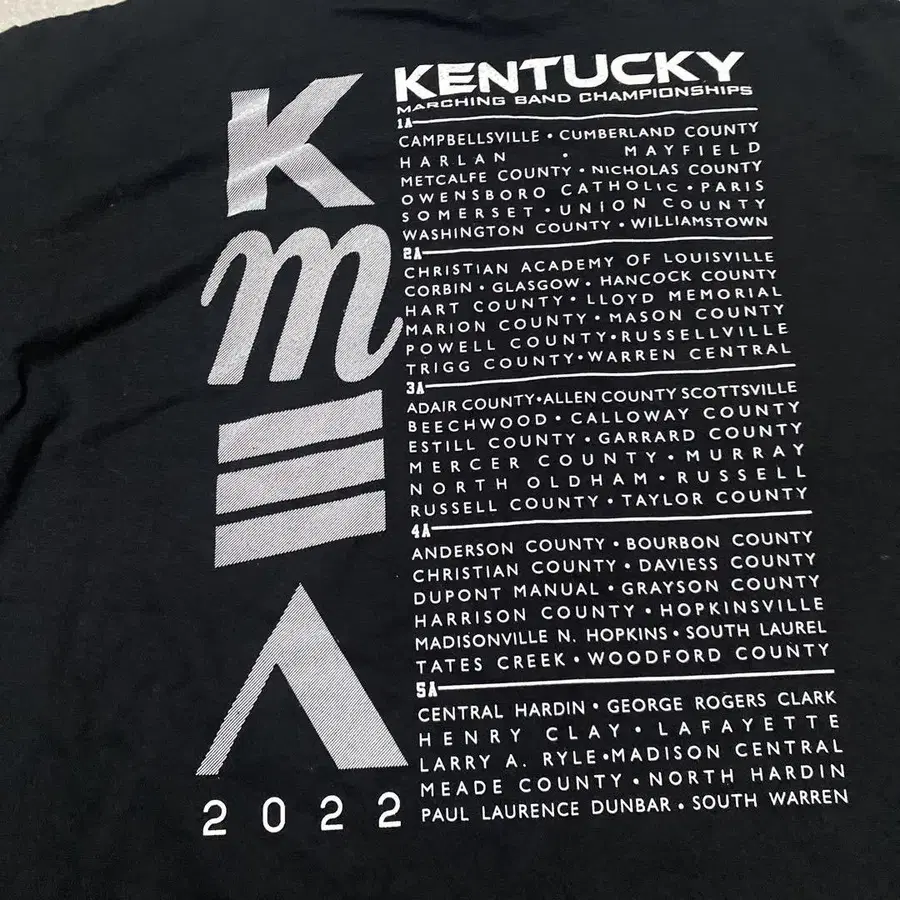 K
m
E
A
2022
KENTUCKY
MARCHING BAND CHAMPIONSHIPS
1A
CAMPBELLSVILLE • CUMBERLAND COUNTY
HARLAN • MAYFIELD
METCALFE COUNTY • NICHOLAS COUNTY
OWENSBORO CATHOLIC • PARIS
SOMERSET • UNION COUNTY
WASHINGTON COUNTY • WILLIAMSTOWN
2A
CHRISTIAN ACADEMY OF LOUISVILLE
CORBIN • GLASGOW • HANCOCK COUNTY
HART COUNTY • LLOYD MEMORIAL
MARION COUNTY • MASON COUNTY
POWELL COUNTY • RUSSELLVILLE
TRIGG COUNTY • WARREN CENTRAL
3A
ADAIR COUNTY • ALLEN COUNTY SCOTTSVILLE
BEECHWOOD • CALLOWAY COUNTY
ESTILL COUNTY • GARRARD COUNTY
MERCER COUNTY • MURRAY
NORTH OLDHAM • RUSSELL
RUSSELL COUNTY • TAYLOR COUNTY
4A
ANDERSON COUNTY • BOURBON COUNTY
CHRISTIAN COUNTY • DAVIESS COUNTY
DUPONT MANUAL • GRAYSON COUNTY
HARRISON COUNTY • HOPKINSVILLE
MADISONVILLE N. HOPKINS • SOUTH LAUREL
TATES CREEK • WOODFORD COUNTY
5A
CENTRAL HARDIN • GEORGE ROGERS CLARK
HENRY CLAY • LAFAYETTE
LARRY A. RYLE • MADISON CENTRAL
MEADE COUNTY • NORTH HARDIN
PAUL LAURENCE DUNBAR • SOUTH WARREN